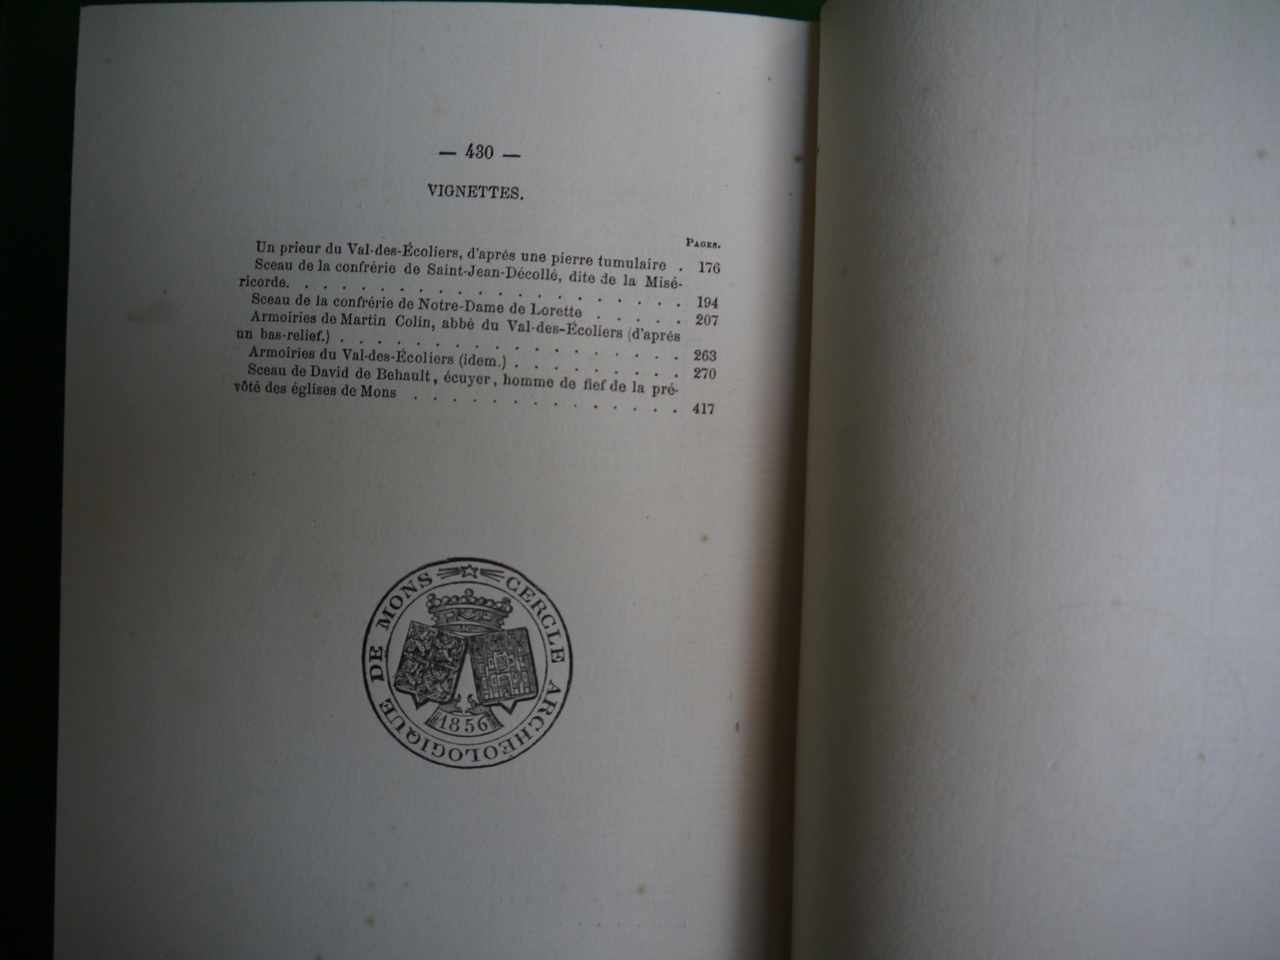 — 430 —
VIGNETTES.
PAGES.
Un prieur du Val-des-Écoliers, d'après une pierre tumulaire . 176
Sceau de la confrérie de Saint-Jean-Décollé, dite de la Misé-
ricorde. . . . . . . . . . . . . . . . . . . . . 194
Sceau de la confrérie de Notre-Dame de Lorette . . . . . 207
Armoiries de Martin Colin, abbé du Val-des-Écoliers (d'après
un bas-relief.) . . . . . . . . . . . . . . . . . . 263
Armoiries du Val-des-Écoliers (idem.) . . . . . . . . . 270
Sceau de David de Behault, écuyer, homme de fief de la pré-
vôté des églises de Mons . . . . . . . . . . . . . . 417
CERCLE ARCHEOLOGIQUE DE MONS
1856